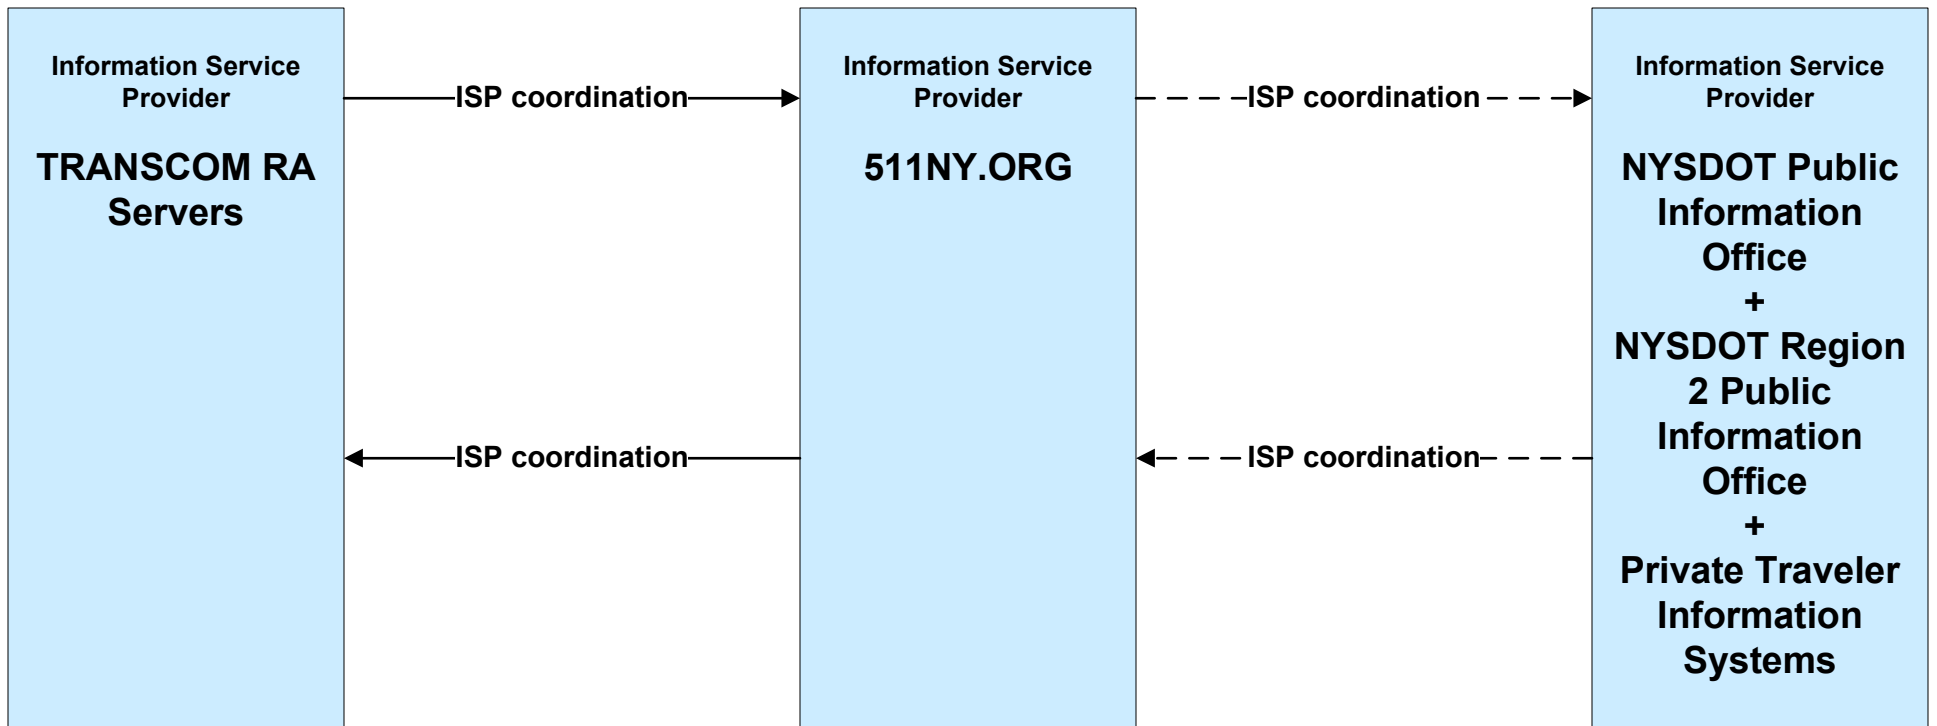 Information Service
Provider
TRANSCOM RA
Servers
ISP coordination
ISP coordination
Information Service
Provider
511NY.ORG
ISP coordination
ISP coordination
Information Service
Provider
NYSDOT Public
Information
Office
+
NYSDOT Region
2 Public
Information
Office
+
Private Traveler
Information
Systems